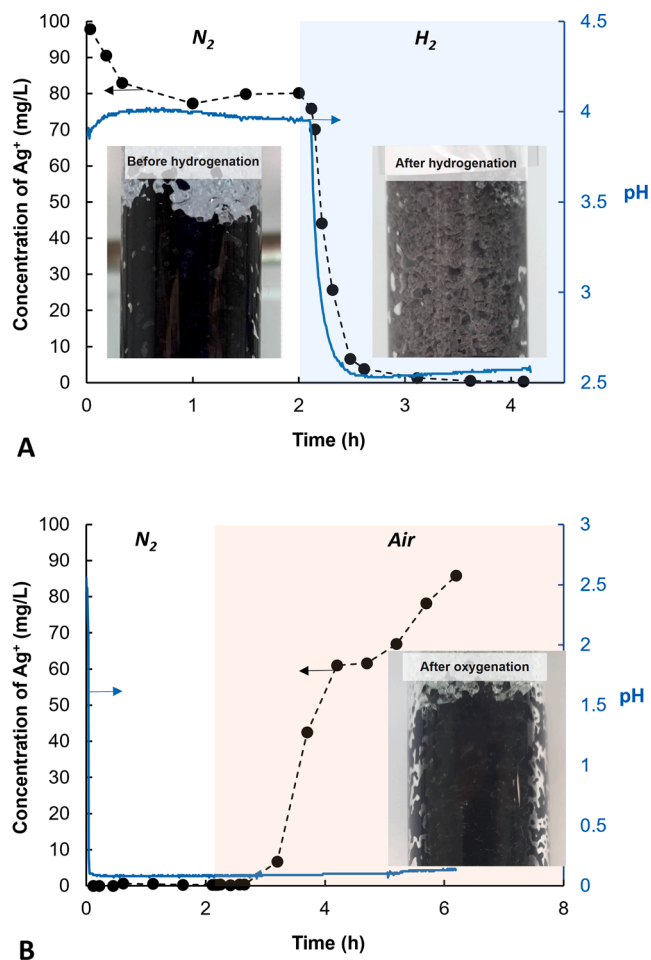 N2
H2
100
90
80
70
60
50
40
30
20
10
0
Concentration of Ag⁺ (mg/L)
4.5
4
3.5
3
2.5
pH
Before hydrogenation
After hydrogenation
0
1
2
3
4
Time (h)
A
N2
Air
100
90
80
70
60
50
40
30
20
10
0
Concentration of Ag⁺ (mg/L)
3
2.5
2
1.5
1
0.5
0
pH
After oxygenation
0
2
4
6
8
Time (h)
B